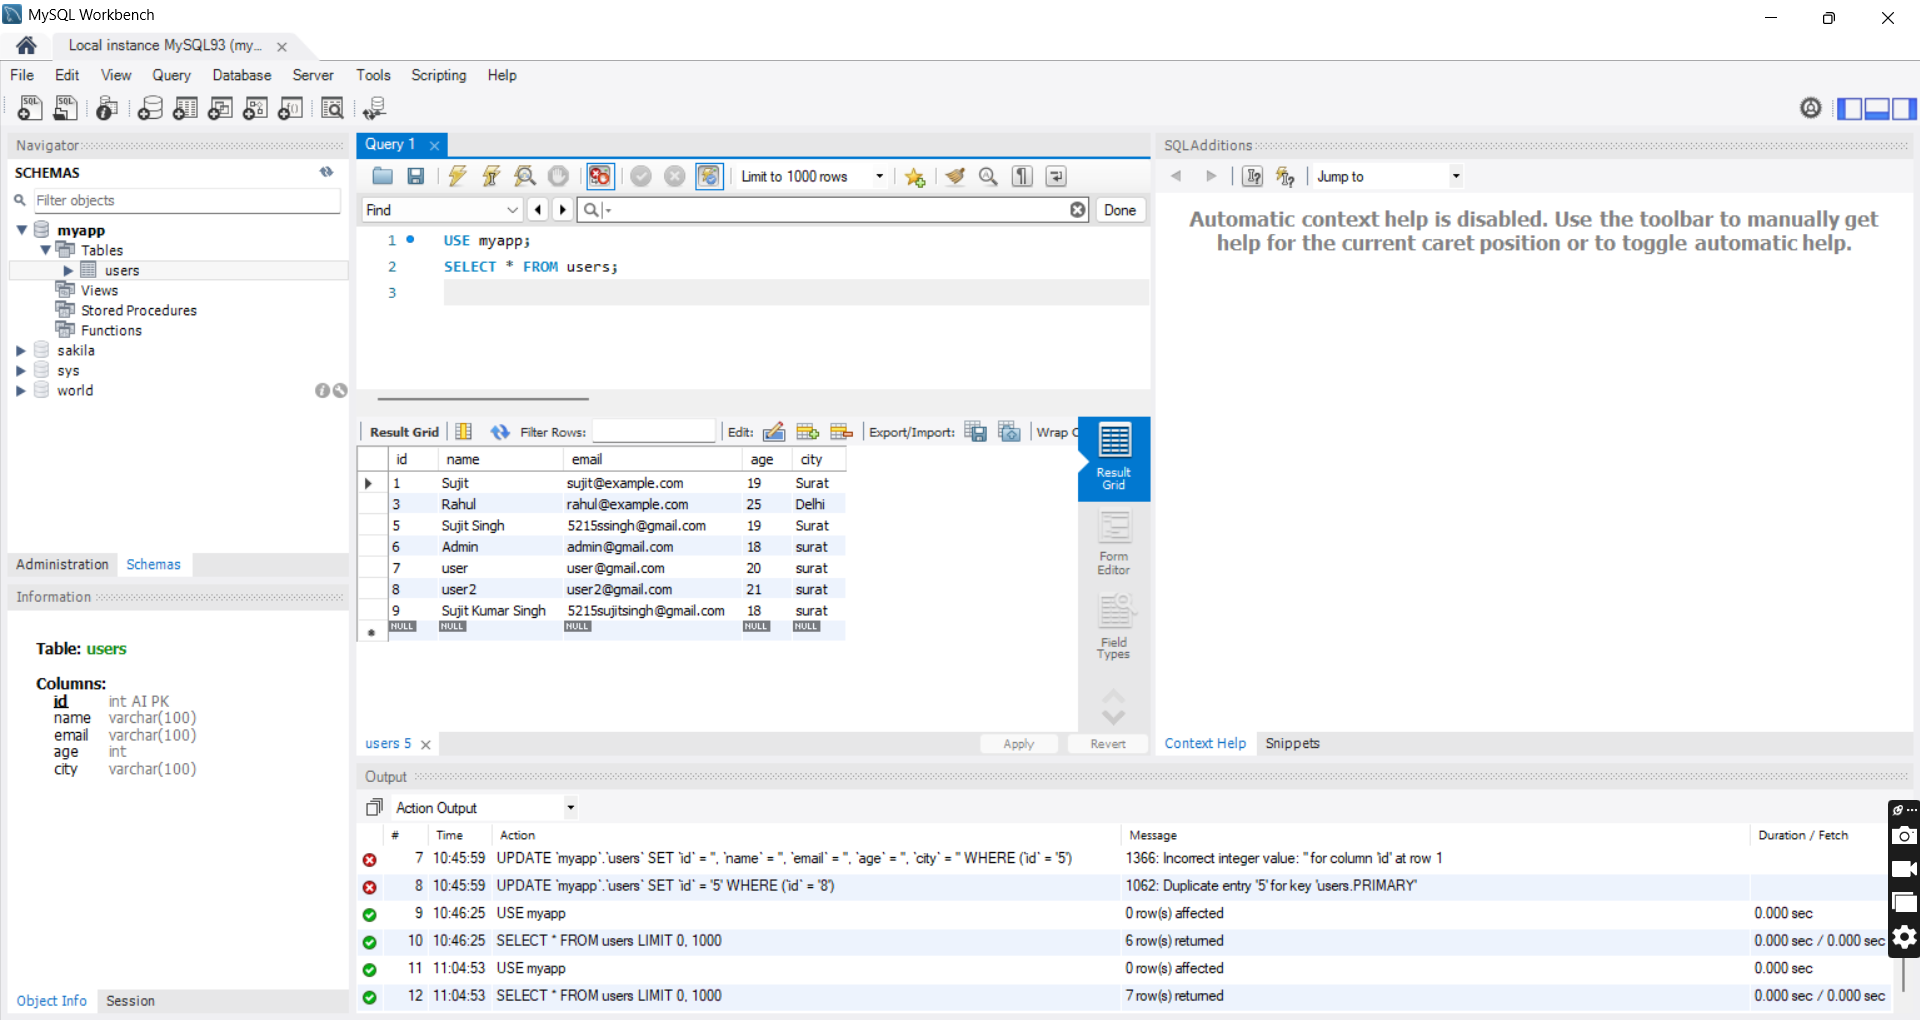 MySQL Workbench
Local instance MySQL93 (my...
File Edit View Query Database Server Tools Scripting Help
Navigator
SCHEMAS
Filter objects
myapp
Tables
users
Views
Stored Procedures
Functions
sakila
sys
world
Administration Schemas
Information
Table: users
Columns:
id int AI PK
name varchar(100)
email varchar(100)
age int
city varchar(100)
Object Info Session
Query 1
Limit to 1000 rows
Find
Done
1 USE myapp;
2 SELECT * FROM users;
3
Result Grid Filter Rows: Edit: Export/Import: Wrap C
id name email age city
1 Sujit sujit@example.com 19 Surat
3 Rahul rahul@example.com 25 Delhi
5 Sujit Singh 5215ssingh@gmail.com 19 Surat
6 Admin admin@gmail.com 18 surat
7 user user@gmail.com 20 surat
8 user2 user2@gmail.com 21 surat
9 Sujit Kumar Singh 5215sujitsingh@gmail.com 18 surat
NULL NULL NULL NULL NULL
Result
Grid
Form
Editor
Field
Types
users 5
Apply Revert
SQLAdditions
Jump to
Automatic context help is disabled. Use the toolbar to manually get
help for the current caret position or to toggle automatic help.
Context Help Snippets
Output
Action Output
# Time Action Message Duration / Fetch
7 10:45:59 UPDATE `myapp`.`users` SET `id` = '', `name` = '', `email` = '', `age` = '', `city` = '' WHERE (`id` = '5') 1366: Incorrect integer value: '' for column 'id' at row 1
8 10:45:59 UPDATE `myapp`.`users` SET `id` = '5' WHERE (`id` = '8') 1062: Duplicate entry '5' for key 'users.PRIMARY'
9 10:46:25 USE myapp 0 row(s) affected 0.000 sec
10 10:46:25 SELECT * FROM users LIMIT 0, 1000 6 row(s) returned 0.000 sec / 0.000 sec
11 11:04:53 USE myapp 0 row(s) affected 0.000 sec
12 11:04:53 SELECT * FROM users LIMIT 0, 1000 7 row(s) returned 0.000 sec / 0.000 sec